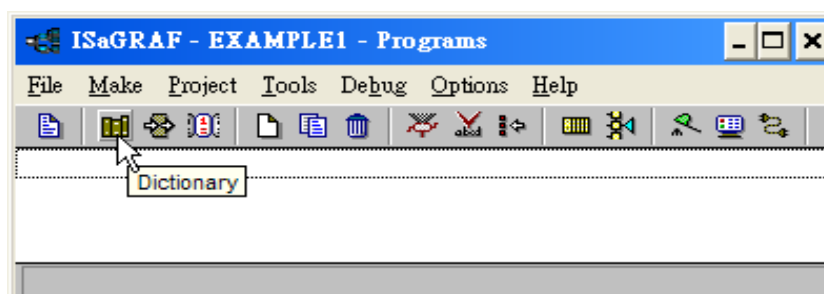 ISaGRAF - EXAMPLE1 - Programs
File Make Project Tools Debug Options Help
Dictionary